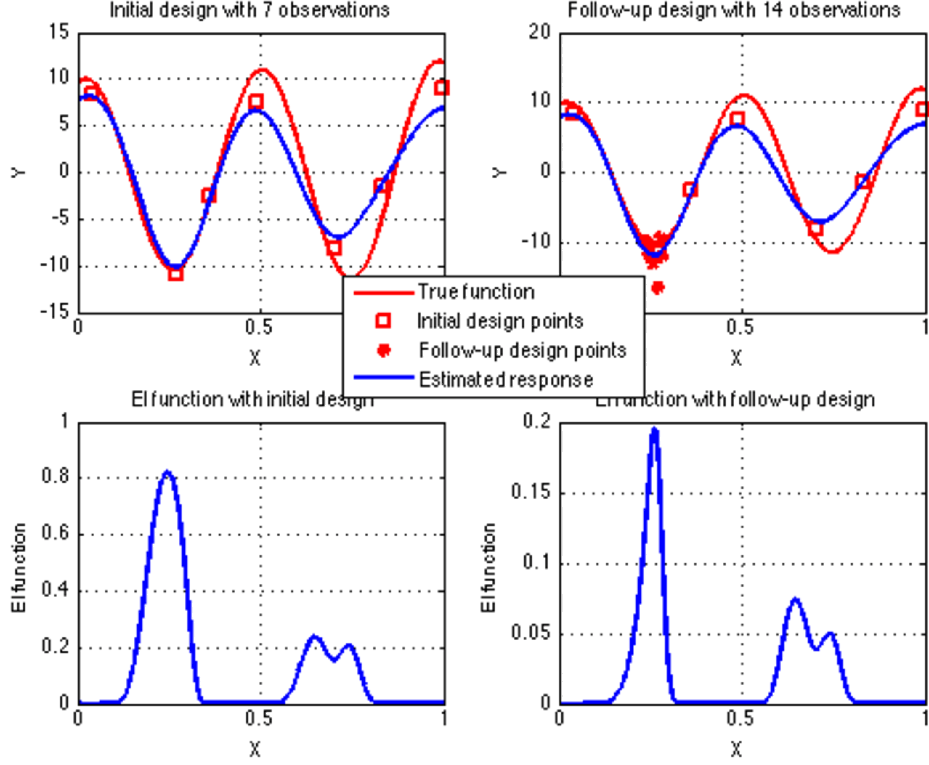 Initial design with 7 observations
15
10
5
0
-5
-10
-15
Y
0
0.5
X
Follow-up design with 14 observations
20
10
0
-10
Y
0.5
1
X
True function
Initial design points
Follow-up design points
Estimated response
EI function with initial design
1
0.8
0.6
0.4
0.2
0
EI function
0
0.5
1
X
EI function with follow-up design
0.2
0.15
0.1
0.05
0
EI function
0
0.5
1
X